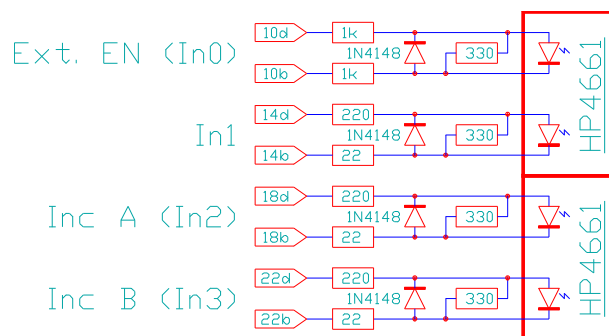 10d 1k
Ext. EN (In0) 1N4148 330
10b 1k
HP4661
14d 220
In1 1N4148 330
14b 22
18d 220
Inc A (In2) 1N4148 330
18b 22
HP4661
22d 220
Inc B (In3) 1N4148 330
22b 22